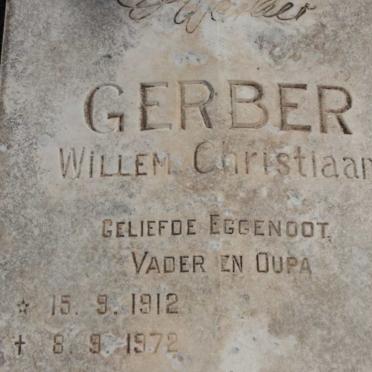 GERBER
WILLEM Christiaan
GELIEFDE EGGENOOT,
VADER EN OUPA
☆ 15. 9. 1912
✝ 8. 9. 1972